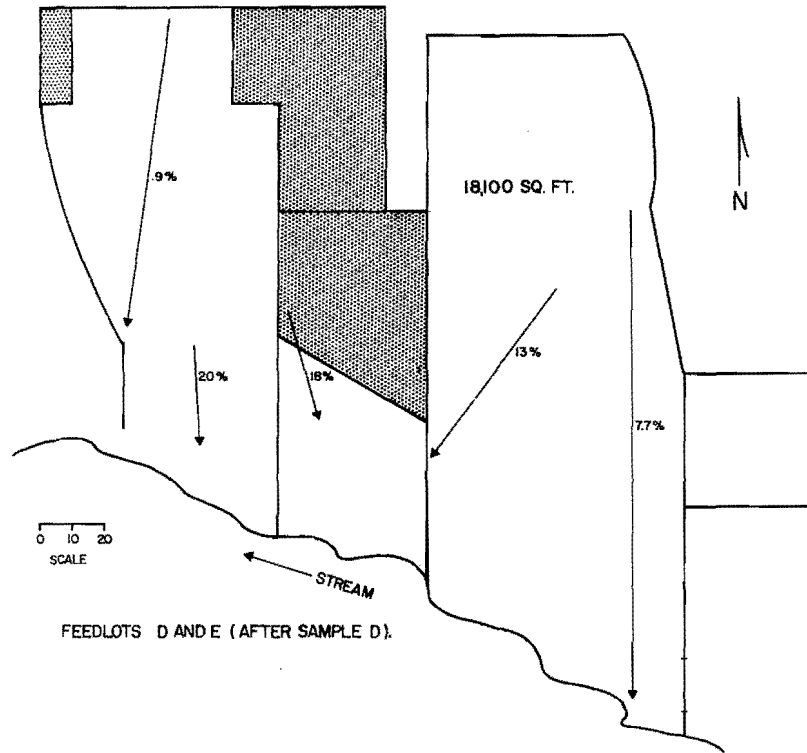 9%
18,100 SQ. FT.
N
13%
20%
18%
7.7%
0 10 20
SCALE
STREAM
FEEDLOTS D AND E (AFTER SAMPLE D).